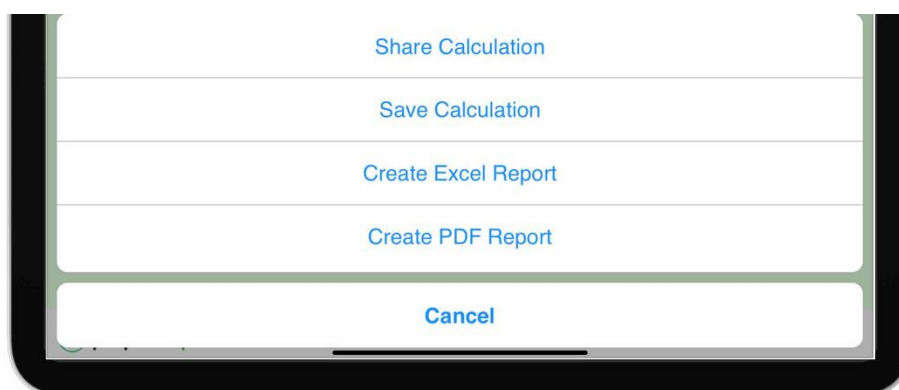 Share Calculation
Save Calculation
Create Excel Report
Create PDF Report
Cancel